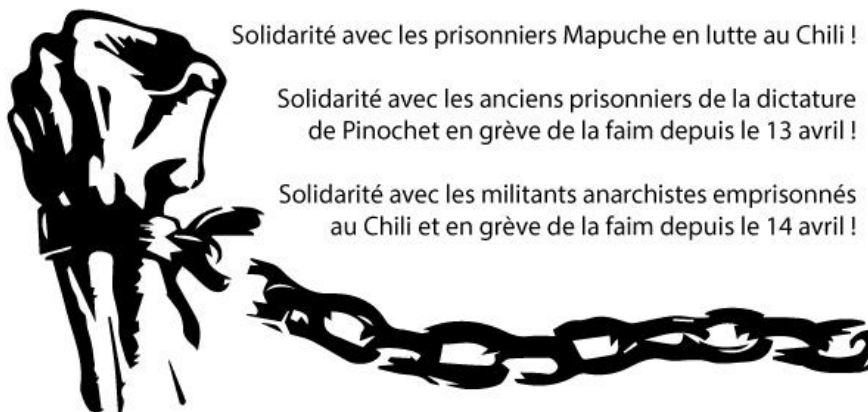 Solidarité avec les prisonniers Mapuche en lutte au Chili !
Solidarité avec les anciens prisonniers de la dictature
de Pinochet en grève de la faim depuis le 13 avril !
Solidarité avec les militants anarchistes emprisonnés
au Chili et en grève de la faim depuis le 14 avril !